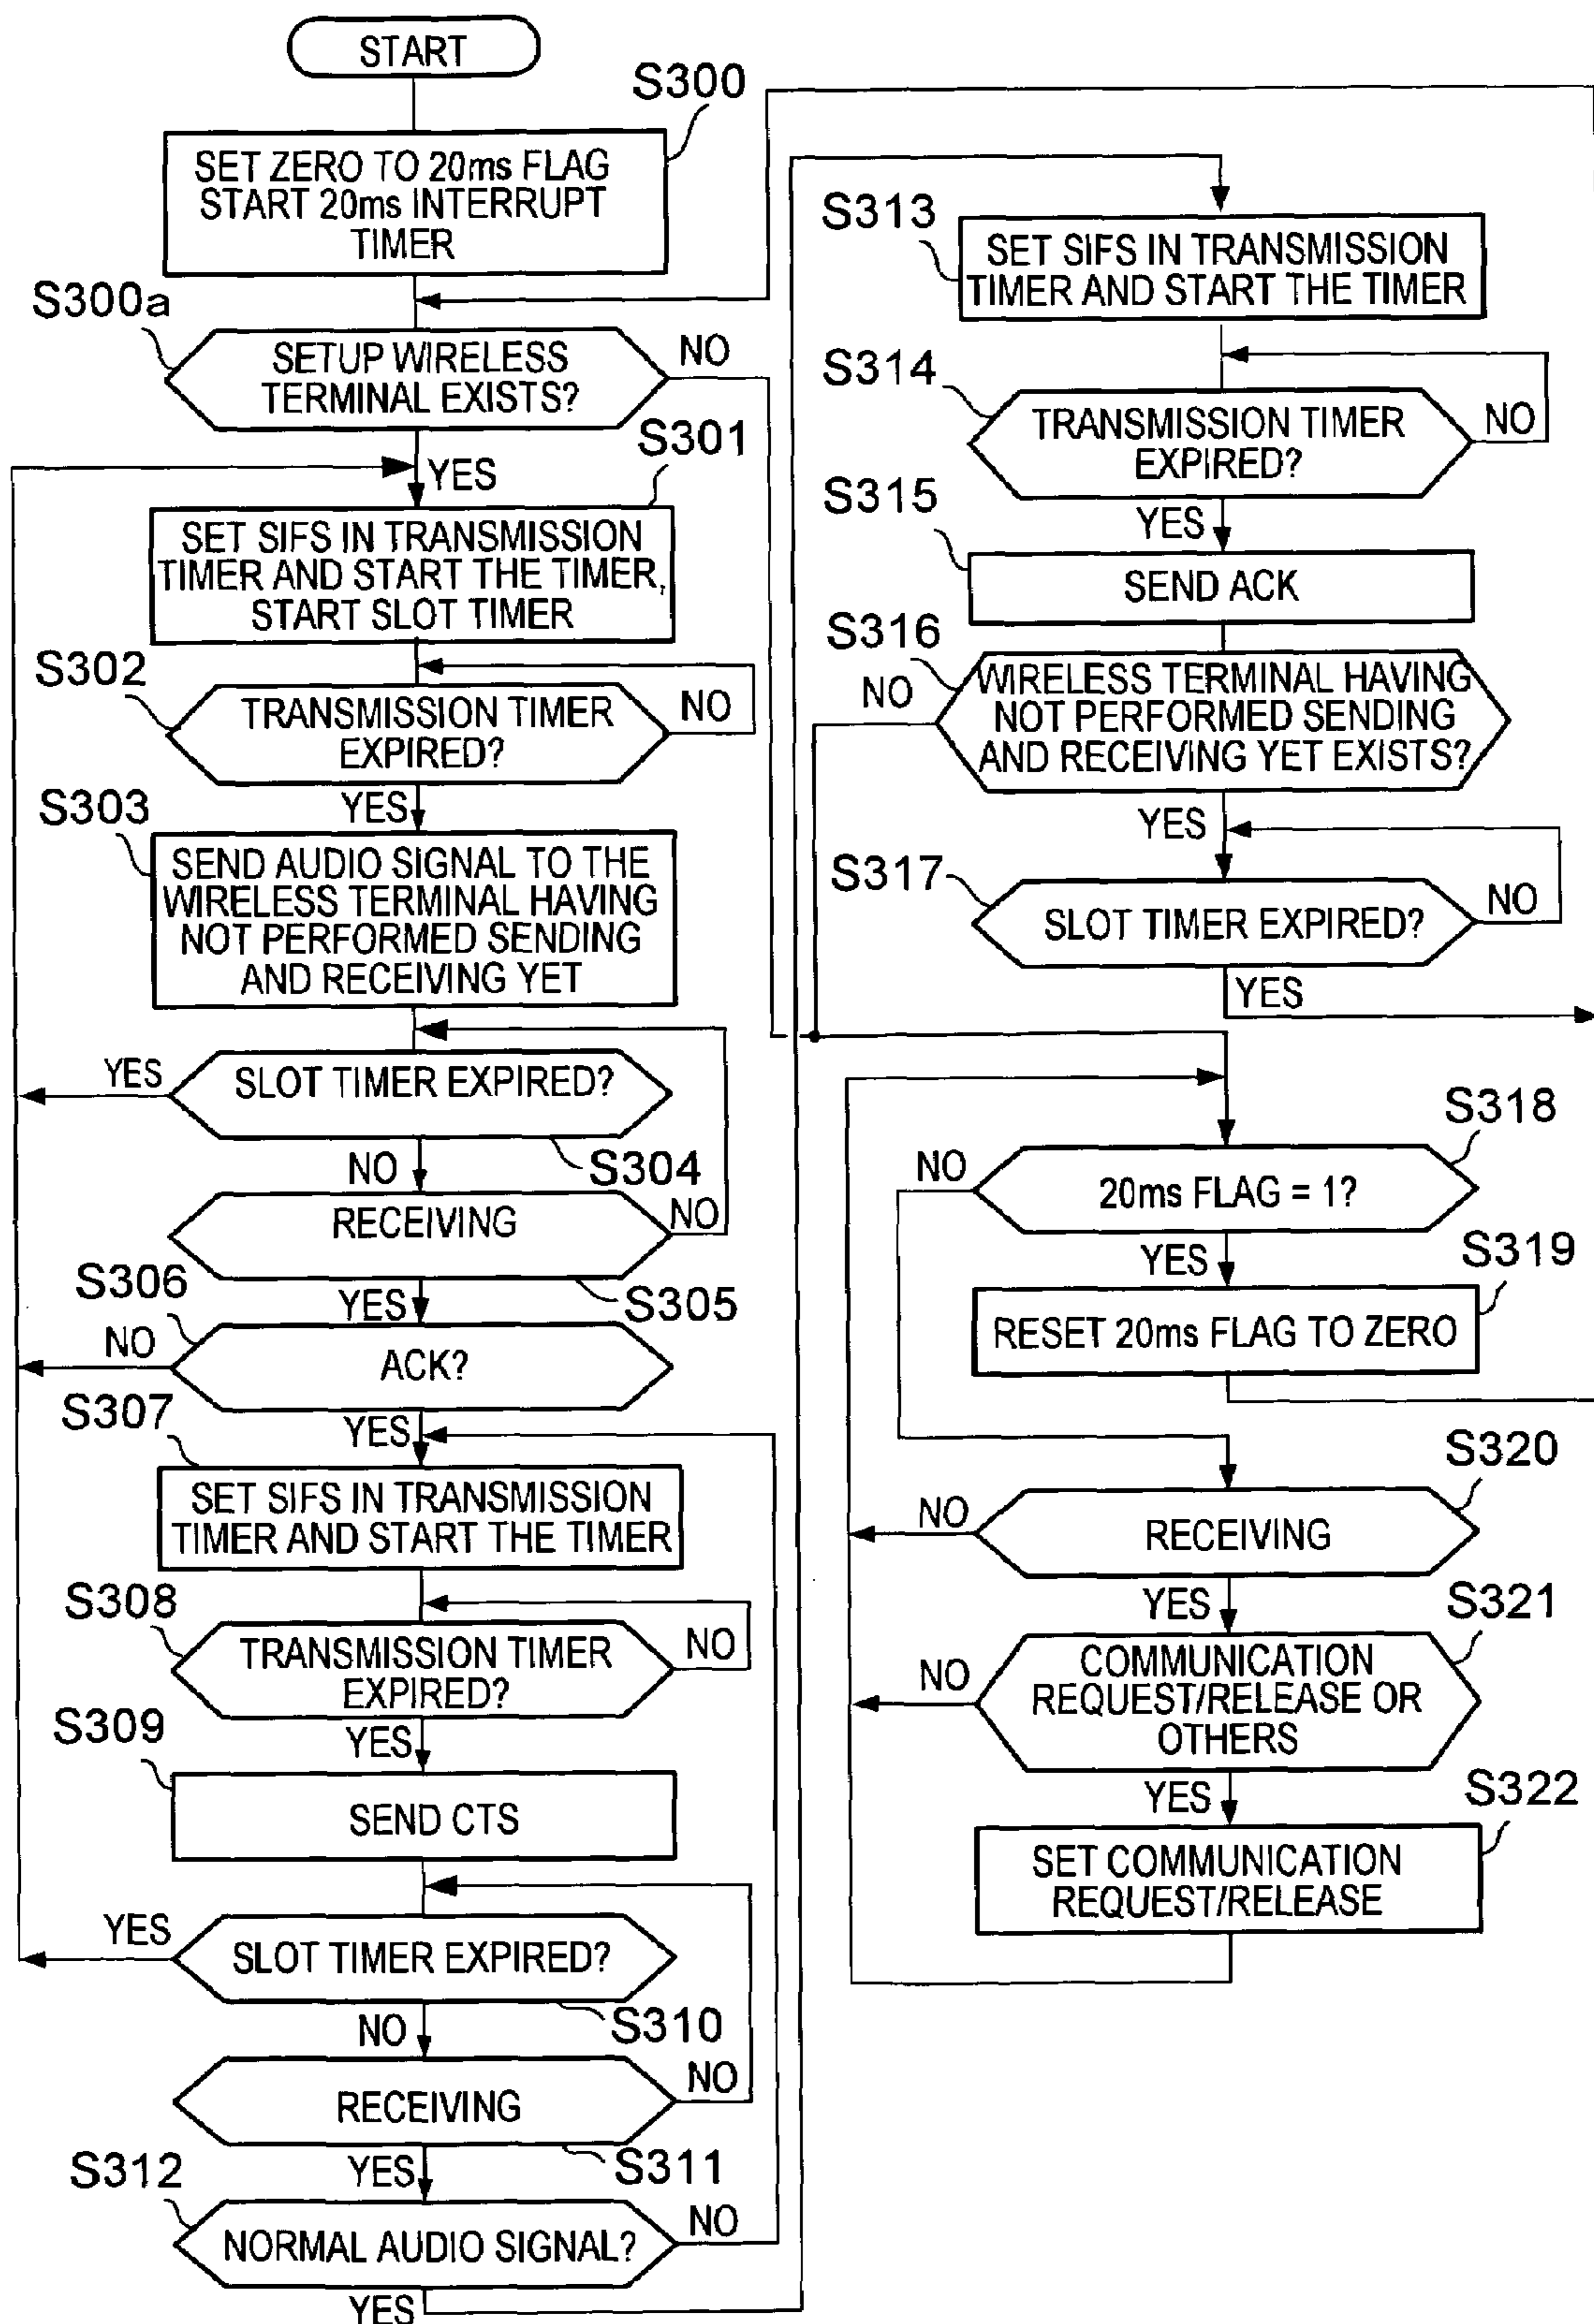 START
S300
SET ZERO TO 20ms FLAG
START 20ms INTERRUPT
TIMER
S300a
SETUP WIRELESS
TERMINAL EXISTS?
NO
YES
S301
SET SIFS IN TRANSMISSION
TIMER AND START THE TIMER,
START SLOT TIMER
S302
TRANSMISSION TIMER
EXPIRED?
NO
YES
S303
SEND AUDIO SIGNAL TO THE
WIRELESS TERMINAL HAVING
NOT PERFORMED SENDING
AND RECEIVING YET
YES
SLOT TIMER EXPIRED?
S304
NO
RECEIVING
NO
S305
YES
S306
NO
ACK?
S307
YES
SET SIFS IN TRANSMISSION
TIMER AND START THE TIMER
S308
TRANSMISSION TIMER
EXPIRED?
NO
S309
YES
SEND CTS
YES
SLOT TIMER EXPIRED?
S310
NO
RECEIVING
NO
S311
YES
S312
NORMAL AUDIO SIGNAL?
NO
YES
S313
SET SIFS IN TRANSMISSION
TIMER AND START THE TIMER
S314
TRANSMISSION TIMER
EXPIRED?
NO
S315
YES
SEND ACK
S316
NO
WIRELESS TERMINAL HAVING
NOT PERFORMED SENDING
AND RECEIVING YET EXISTS?
YES
S317
SLOT TIMER EXPIRED?
NO
YES
S318
NO
20ms FLAG = 1?
YES
S319
RESET 20ms FLAG TO ZERO
S320
NO
RECEIVING
YES
S321
NO
COMMUNICATION
REQUEST/RELEASE OR
OTHERS
YES
S322
SET COMMUNICATION
REQUEST/RELEASE